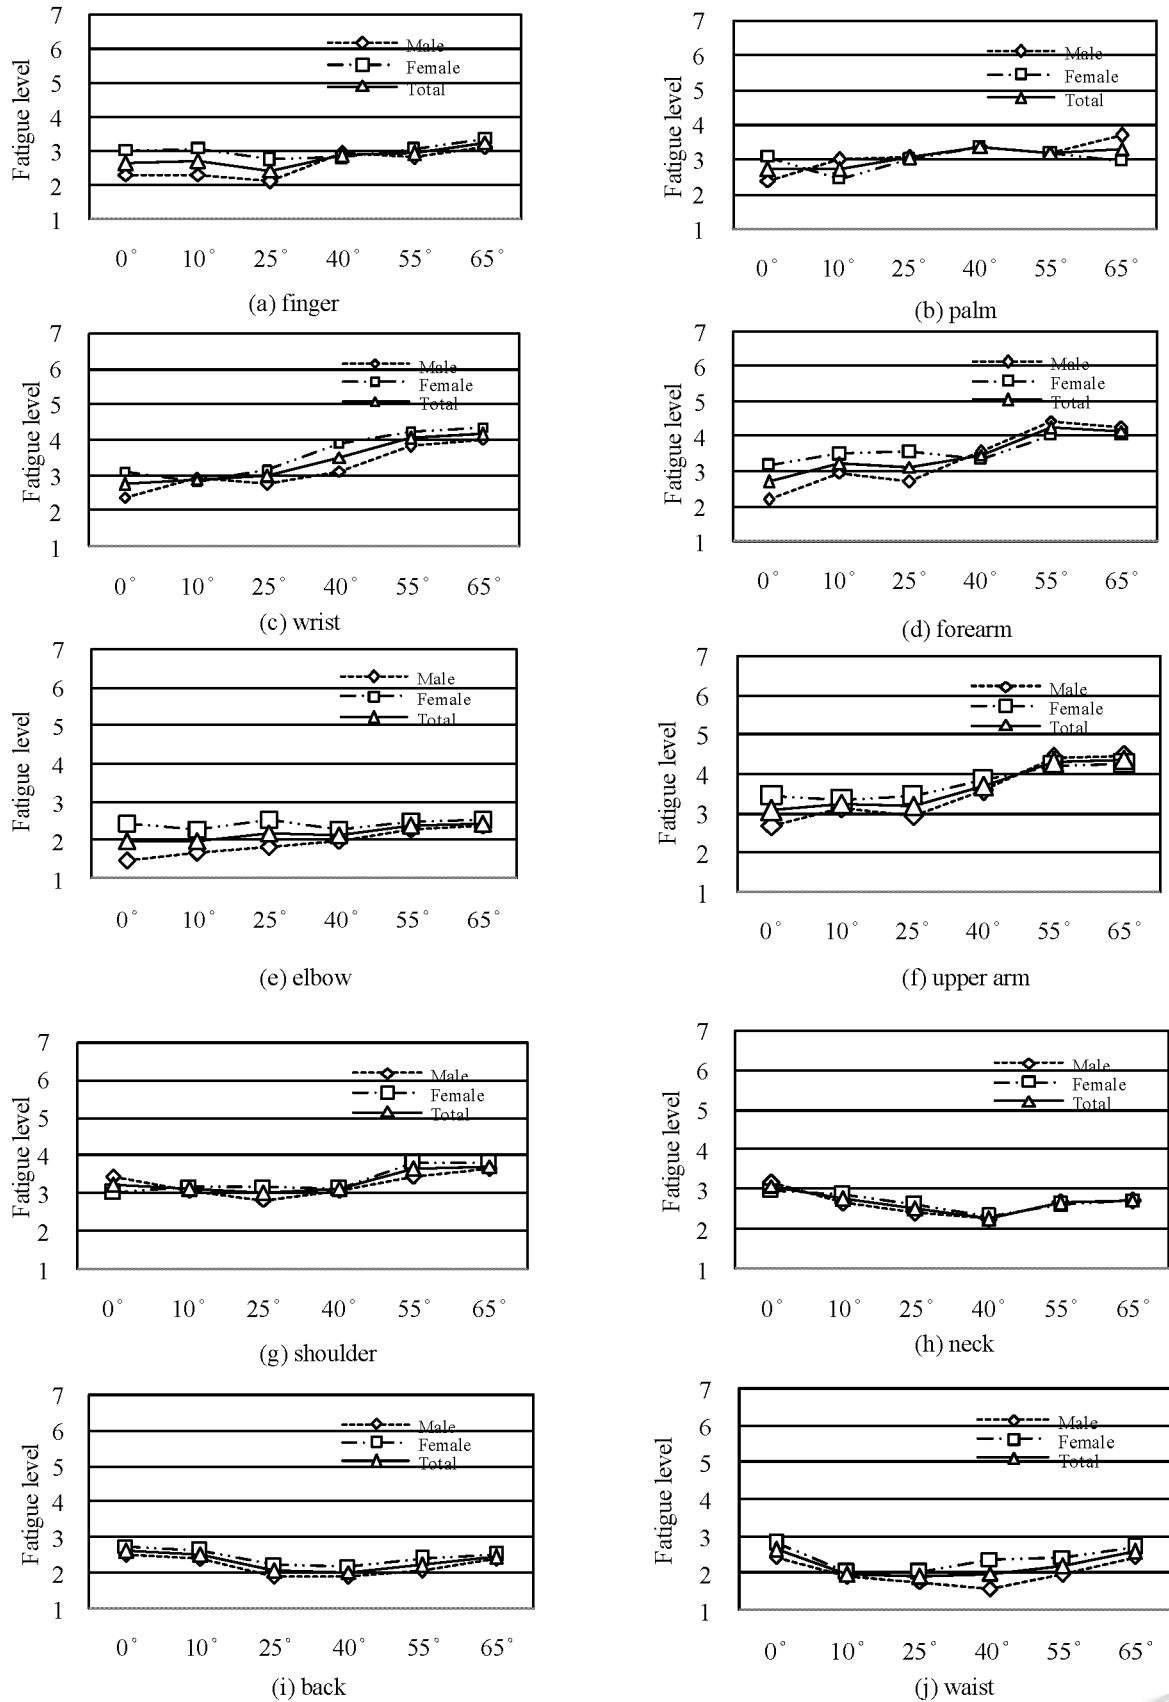 7
6
5
4
3
2
1
Fatigue level
Male
Female
Total
0° 10° 25° 40° 55° 65°
(a) finger
7
6
5
4
3
2
1
Fatigue level
Male
Female
Total
0° 10° 25° 40° 55° 65°
(b) palm
7
6
5
4
3
2
1
Fatigue level
Male
Female
Total
0° 10° 25° 40° 55° 65°
(c) wrist
7
6
5
4
3
2
1
Fatigue level
Male
Female
Total
0° 10° 25° 40° 55° 65°
(d) forearm
7
6
5
4
3
2
1
Fatigue level
Male
Female
Total
0° 10° 25° 40° 55° 65°
(e) elbow
7
6
5
4
3
2
1
Fatigue level
Male
Female
Total
0° 10° 25° 40° 55° 65°
(f) upper arm
7
6
5
4
3
2
1
Fatigue level
Male
Female
Total
0° 10° 25° 40° 55° 65°
(g) shoulder
7
6
5
4
3
2
1
Fatigue level
Male
Female
Total
0° 10° 25° 40° 55° 65°
(h) neck
7
6
5
4
3
2
1
Fatigue level
Male
Female
Total
0° 10° 25° 40° 55° 65°
(i) back
7
6
5
4
3
2
1
Fatigue level
Male
Female
Total
0° 10° 25° 40° 55° 65°
(j) waist